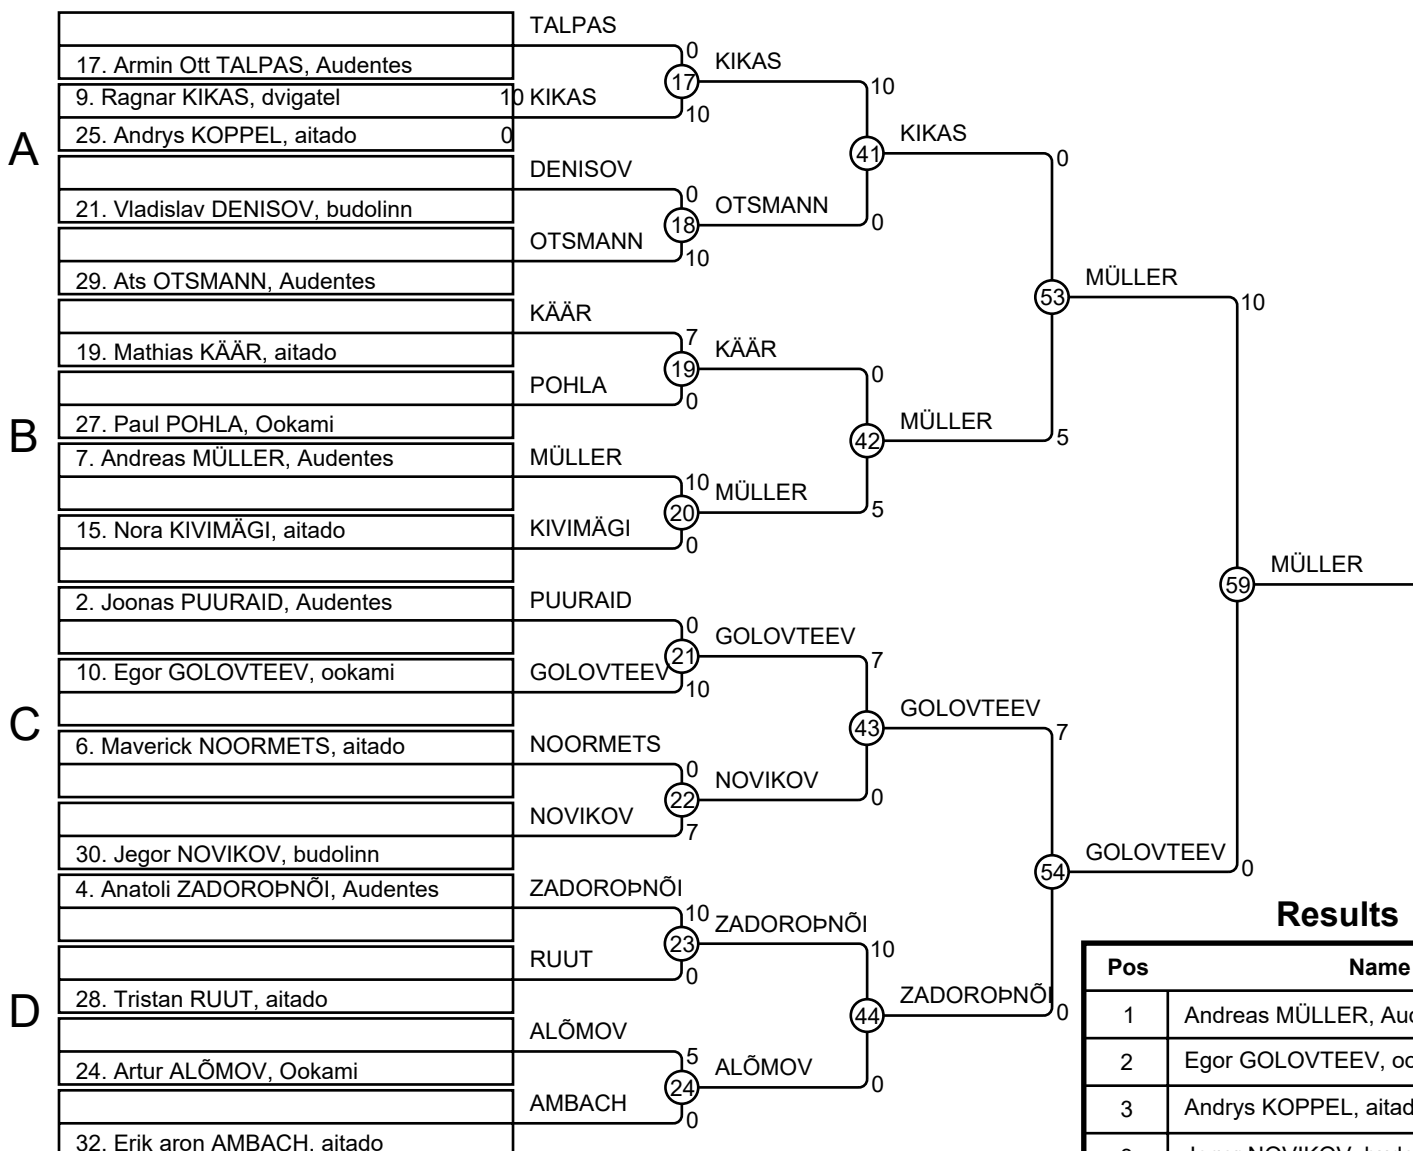 TALPAS
0
17. Armin Ott TALPAS, Audentes
17
KIKAS
10
9. Ragnar KIKAS, dvigatel
10
KIKAS
10
25. Andrys KOPPEL, aitado
0
A
41
KIKAS
0
DENISOV
0
21. Vladislav DENISOV, budolinn
18
OTSMANN
0
OTSMANN
10
29. Ats OTSMANN, Audentes
53
MÜLLER
10
KÄÄR
7
19. Mathias KÄÄR, aitado
19
KÄÄR
0
POHLA
0
27. Paul POHLA, Ookami
B
42
MÜLLER
5
7. Andreas MÜLLER, Audentes
MÜLLER
10
20
MÜLLER
5
15. Nora KIVIMÄGI, aitado
KIVIMÄGI
0
59
MÜLLER
2. Joonas PUURAID, Audentes
PUURAID
0
21
GOLOVTEEV
7
10. Egor GOLOVTEEV, ookami
GOLOVTEEV
10
C
43
GOLOVTEEV
7
6. Maverick NOORMETS, aitado
NOORMETS
0
22
NOVIKOV
0
NOVIKOV
7
30. Jegor NOVIKOV, budolinn
54
GOLOVTEEV
0
4. Anatoli ZADOROÞNÕI, Audentes
ZADOROÞNÕI
10
23
ZADOROÞNÕI
10
RUUT
0
28. Tristan RUUT, aitado
D
44
ZADOROÞNÕI
0
ALÕMOV
5
24. Artur ALÕMOV, Ookami
24
ALÕMOV
0
AMBACH
0
32. Erik aron AMBACH, aitado
Results
Pos Name
1 Andreas MÜLLER,
2 Egor GOLOVTEEV,
3 Andrys KOPPEL,